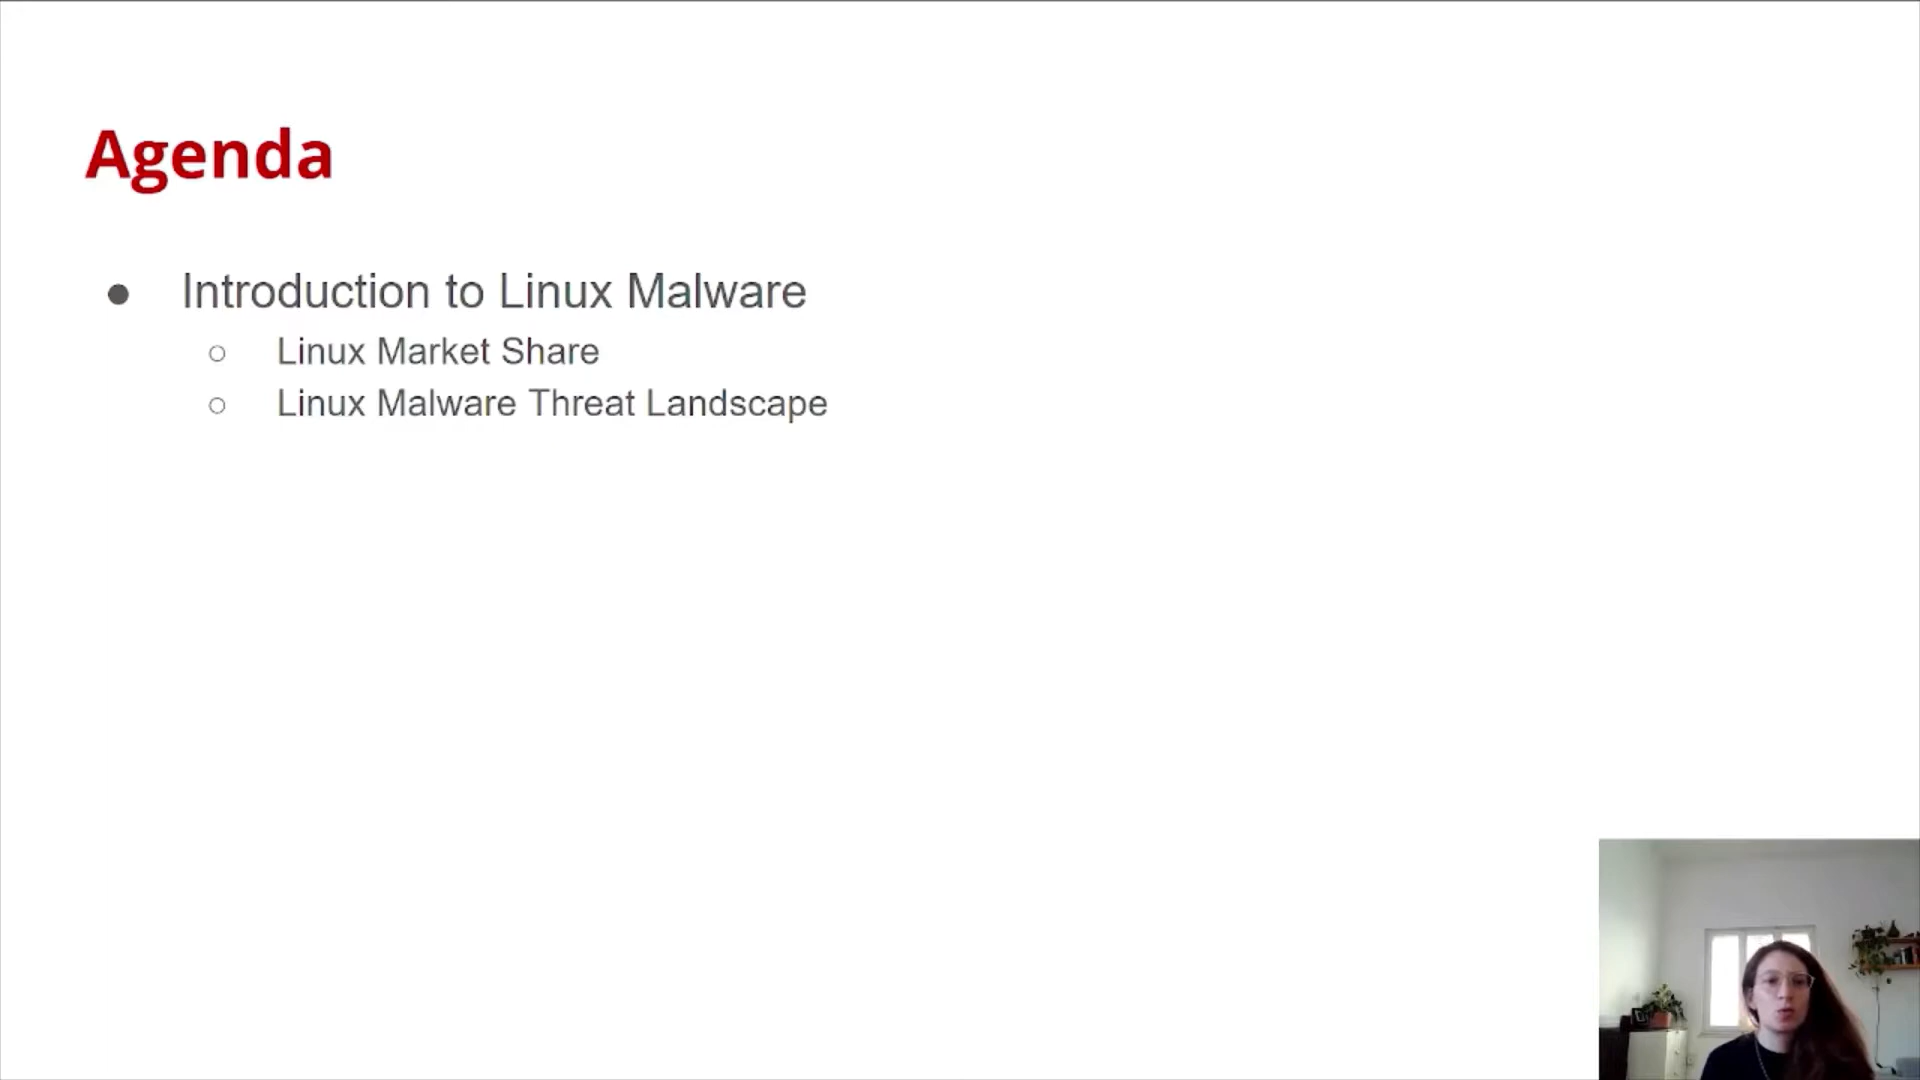 Agenda
● Introduction to Linux Malware
○ Linux Market Share
○ Linux Malware Threat Landscape